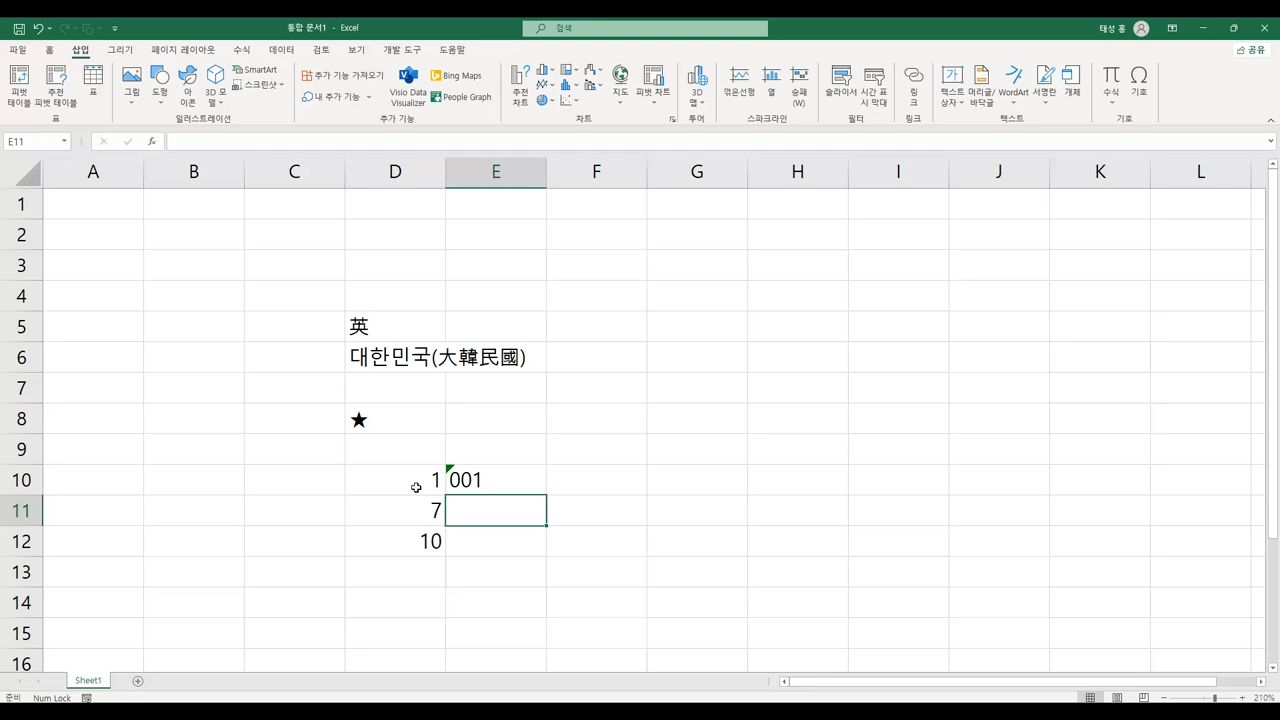 통합 문서1 - Excel
검색
태성 홍
파일 홈 삽입 그리기 페이지 레이아웃 수식 데이터 검토 보기 개발 도구 도움말
공유
피벗 테이블
추천 피벗 테이블
표
그림
도형
아이콘
3D 모델
SmartArt
스크린샷
추가 기능 가져오기
내 추가 기능
Visio Data Visualizer
Bing Maps
People Graph
추천 차트
지도
피벗 차트
3D 맵
꺾은선형
열
승패 (W)
슬라이서
시간 표시 막대
링크
텍스트 상자
머리글/바닥글
WordArt
서명란
개체
수식
기호
표 일러스트레이션 추가 기능 차트 투어 스파크라인 필터 링크 텍스트 기호
E11
fx
A B C D E F G H I J K L
1
2
3
4
5 英
6 대한민국(大韓民國)
7
8 ★
9
10 1 001
11 7
12 10
13
14
15
16
Sheet1
준비 Num Lock 210%